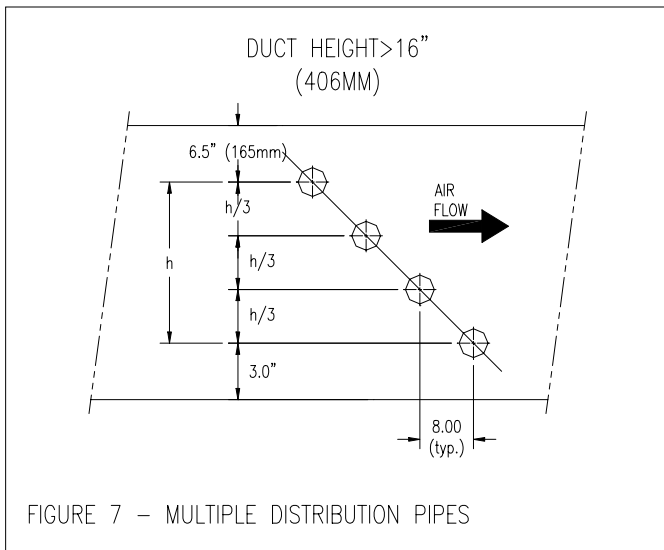 DUCT HEIGHT>16"
(406MM)
6.5" (165mm)
AIR
FLOW
h/3
h
h/3
h/3
3.0"
8.00
(typ.)
FIGURE 7 – MULTIPLE DISTRIBUTION PIPES